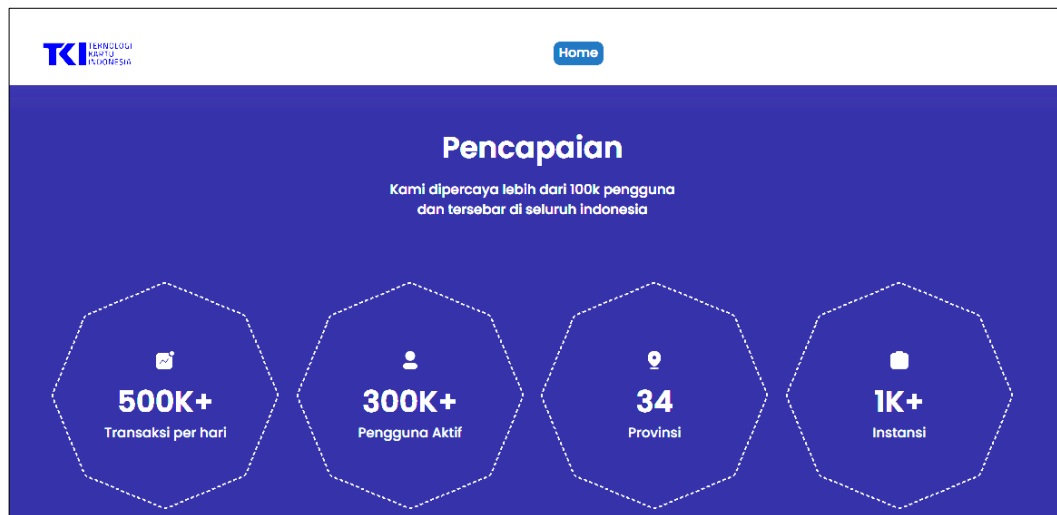 TKI TEKNOLOGI
KARTU
INDONESIA
Home
Pencapaian
Kami dipercaya lebih dari 100k pengguna
dan tersebar di seluruh indonesia
500K+
Transaksi per hari
300K+
Pengguna Aktif
34
Provinsi
1K+
Instansi